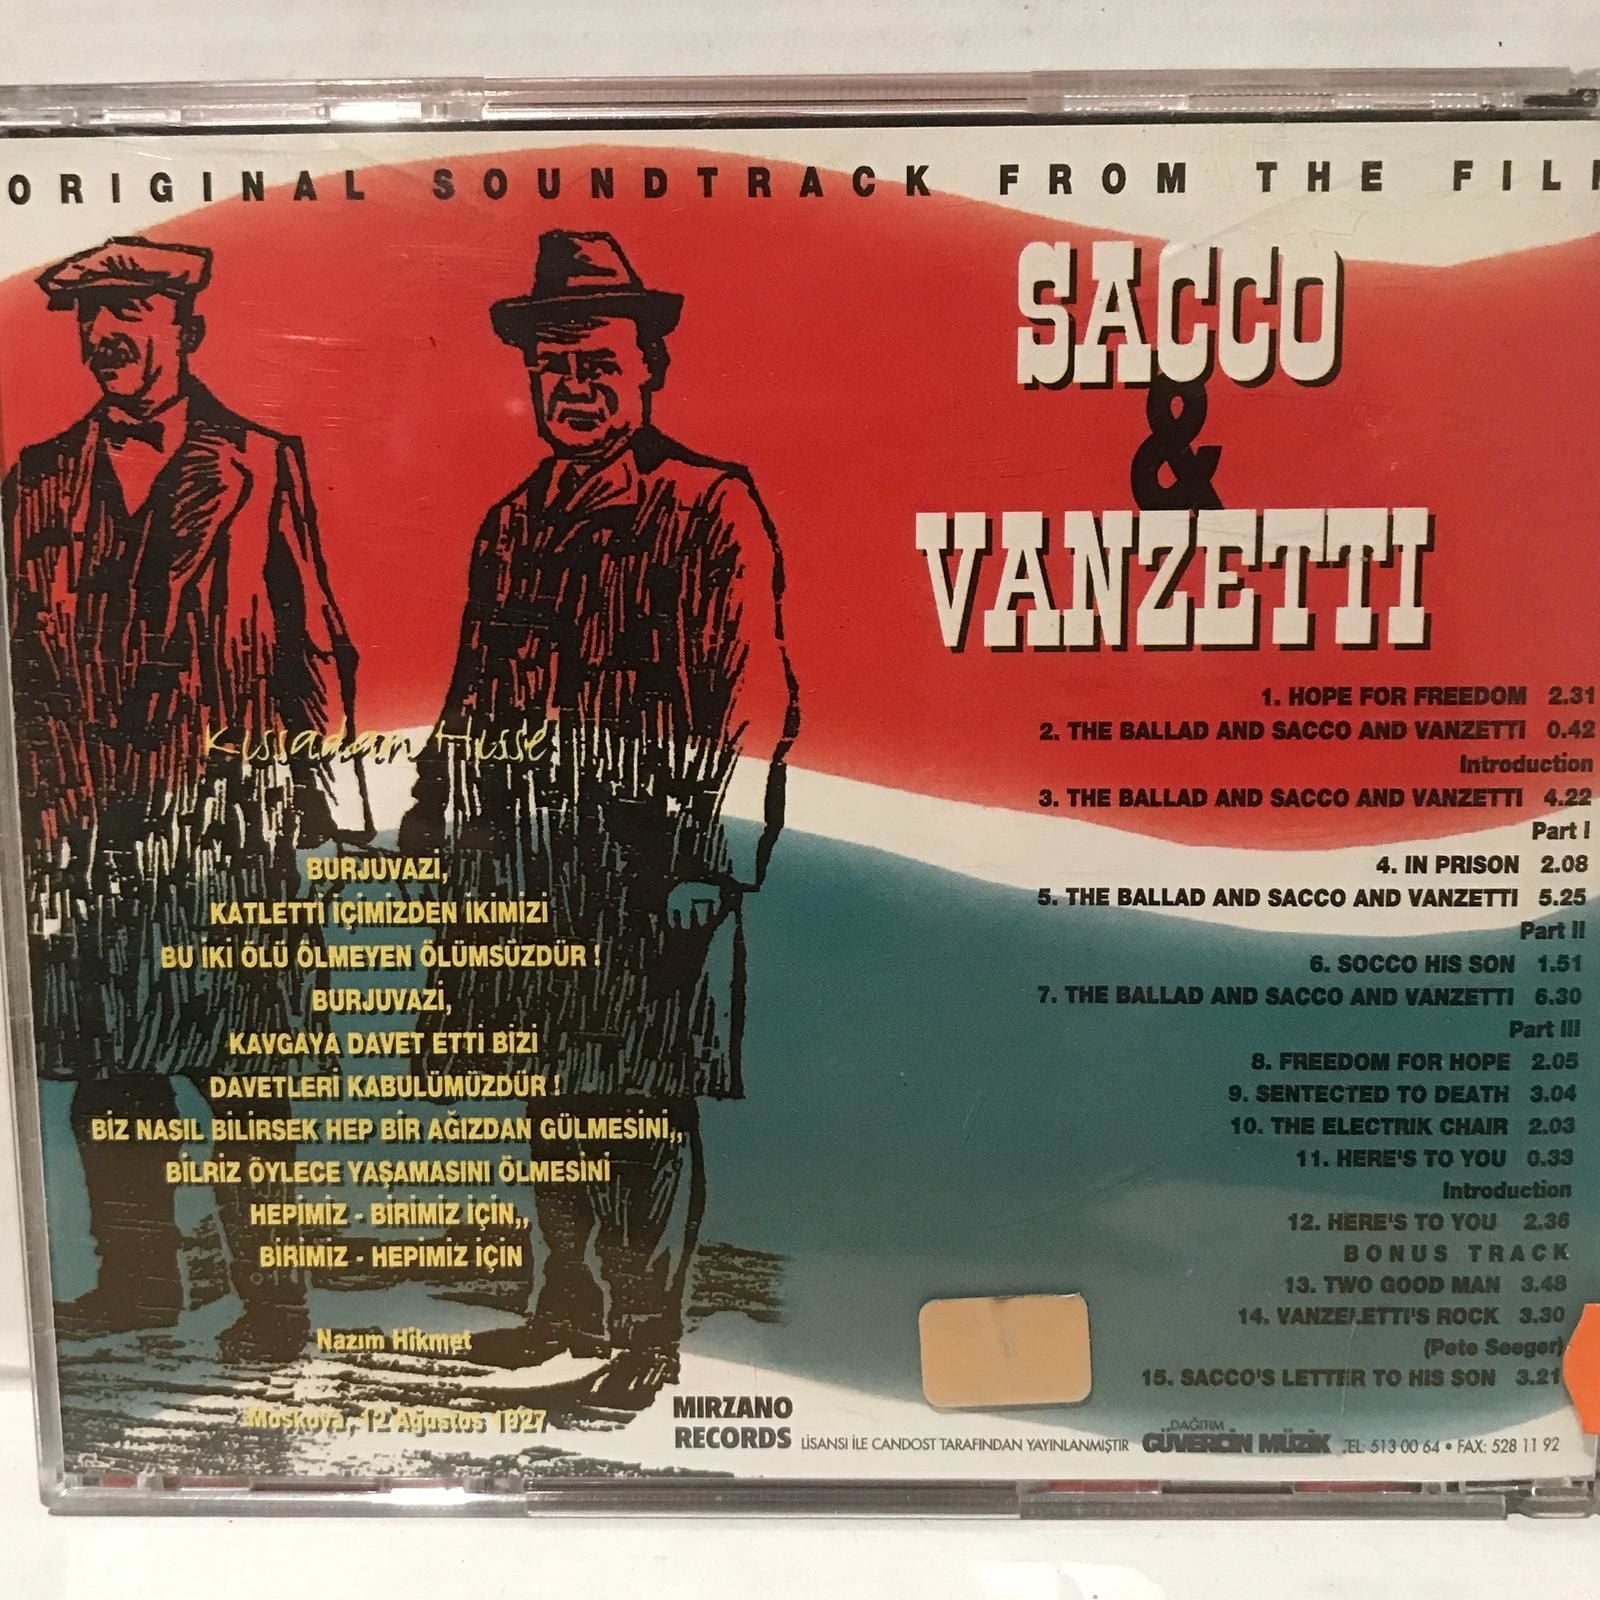 ORIGINAL SOUNDTRACK FROM THE FILM
SACCO
&
VANZETTI
1. HOPE FOR FREEDOM 2.31
2. THE BALLAD AND SACCO AND VANZETTI 0.42
Introduction
3. THE BALLAD AND SACCO AND VANZETTI 4.22
Part I
4. IN PRISON 2.08
5. THE BALLAD AND SACCO AND VANZETTI 5.25
Part II
6. SOCCO HIS SON 1.51
7. THE BALLAD AND SACCO AND VANZETTI 6.30
Part III
8. FREEDOM FOR HOPE 2.05
9. SENTECTED TO DEATH 3.04
10. THE ELECTRIK CHAIR 2.03
11. HERE'S TO YOU 0.33
Introduction
12. HERE'S TO YOU 2.36
BONUS TRACK
13. TWO GOOD MAN 3.48
14. VANZELETTI'S ROCK 3.30
(Pete Seeger)
15. SACCO'S LETTER TO HIS SON 3.21
Kıssadan Hisse
BURJUVAZİ,
KATLETTİ İÇİMİZDEN İKİMİZİ
BU İKİ ÖLÜ ÖLMEYEN ÖLÜMSÜZDÜR !
BURJUVAZİ,
KAVGAYA DAVET ETTİ BİZİ
DAVETLERİ KABULÜMÜZDÜR !
BİZ NASIL BİLİRSEK HEP BİR AĞIZDAN GÜLMESİNİ,,
BİLRİZ ÖYLECE YAŞAMASINI ÖLMESİNİ
HEPİMİZ - BİRİMİZ İÇİN,,
BİRİMİZ - HEPİMİZ İÇİN
Nazım Hikmet
Moskova, 12 Ağustos 1927
MIRZANO
RECORDS LİSANSI İLE CANDOST TARAFINDAN YAYINLANMIŞTIR
DAĞITIM
GÜVERCİN MÜZİK TEL: 513 00 64 • FAX: 528 11 92